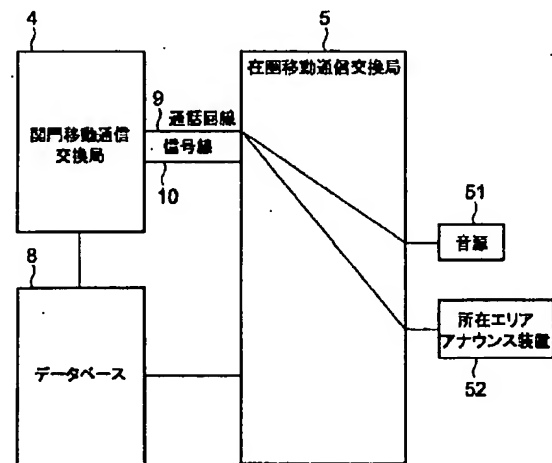 4
5
関門移動通信
交換局
9
通話回線
信号線
10
在圏移動通信交換局
51
音源
8
データベース
所在エリア
アナウンス装置
52